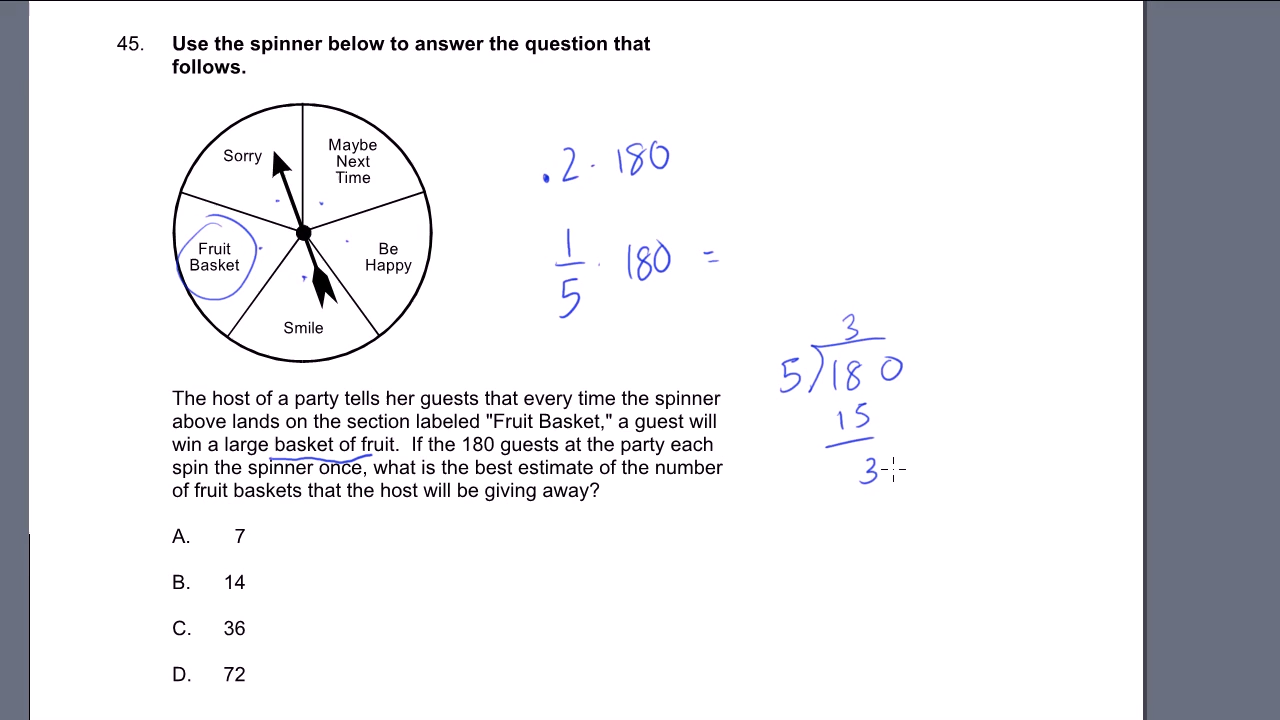 45. Use the spinner below to answer the question that
follows.
Sorry
Maybe
Next
Time
Fruit
Basket
Be
Happy
Smile
.2 · 180
1/5 · 180 =
3
5)180
15
3
The host of a party tells her guests that every time the spinner
above lands on the section labeled "Fruit Basket," a guest will
win a large basket of fruit. If the 180 guests at the party each
spin the spinner once, what is the best estimate of the number
of fruit baskets that the host will be giving away?
A. 7
B. 14
C. 36
D. 72